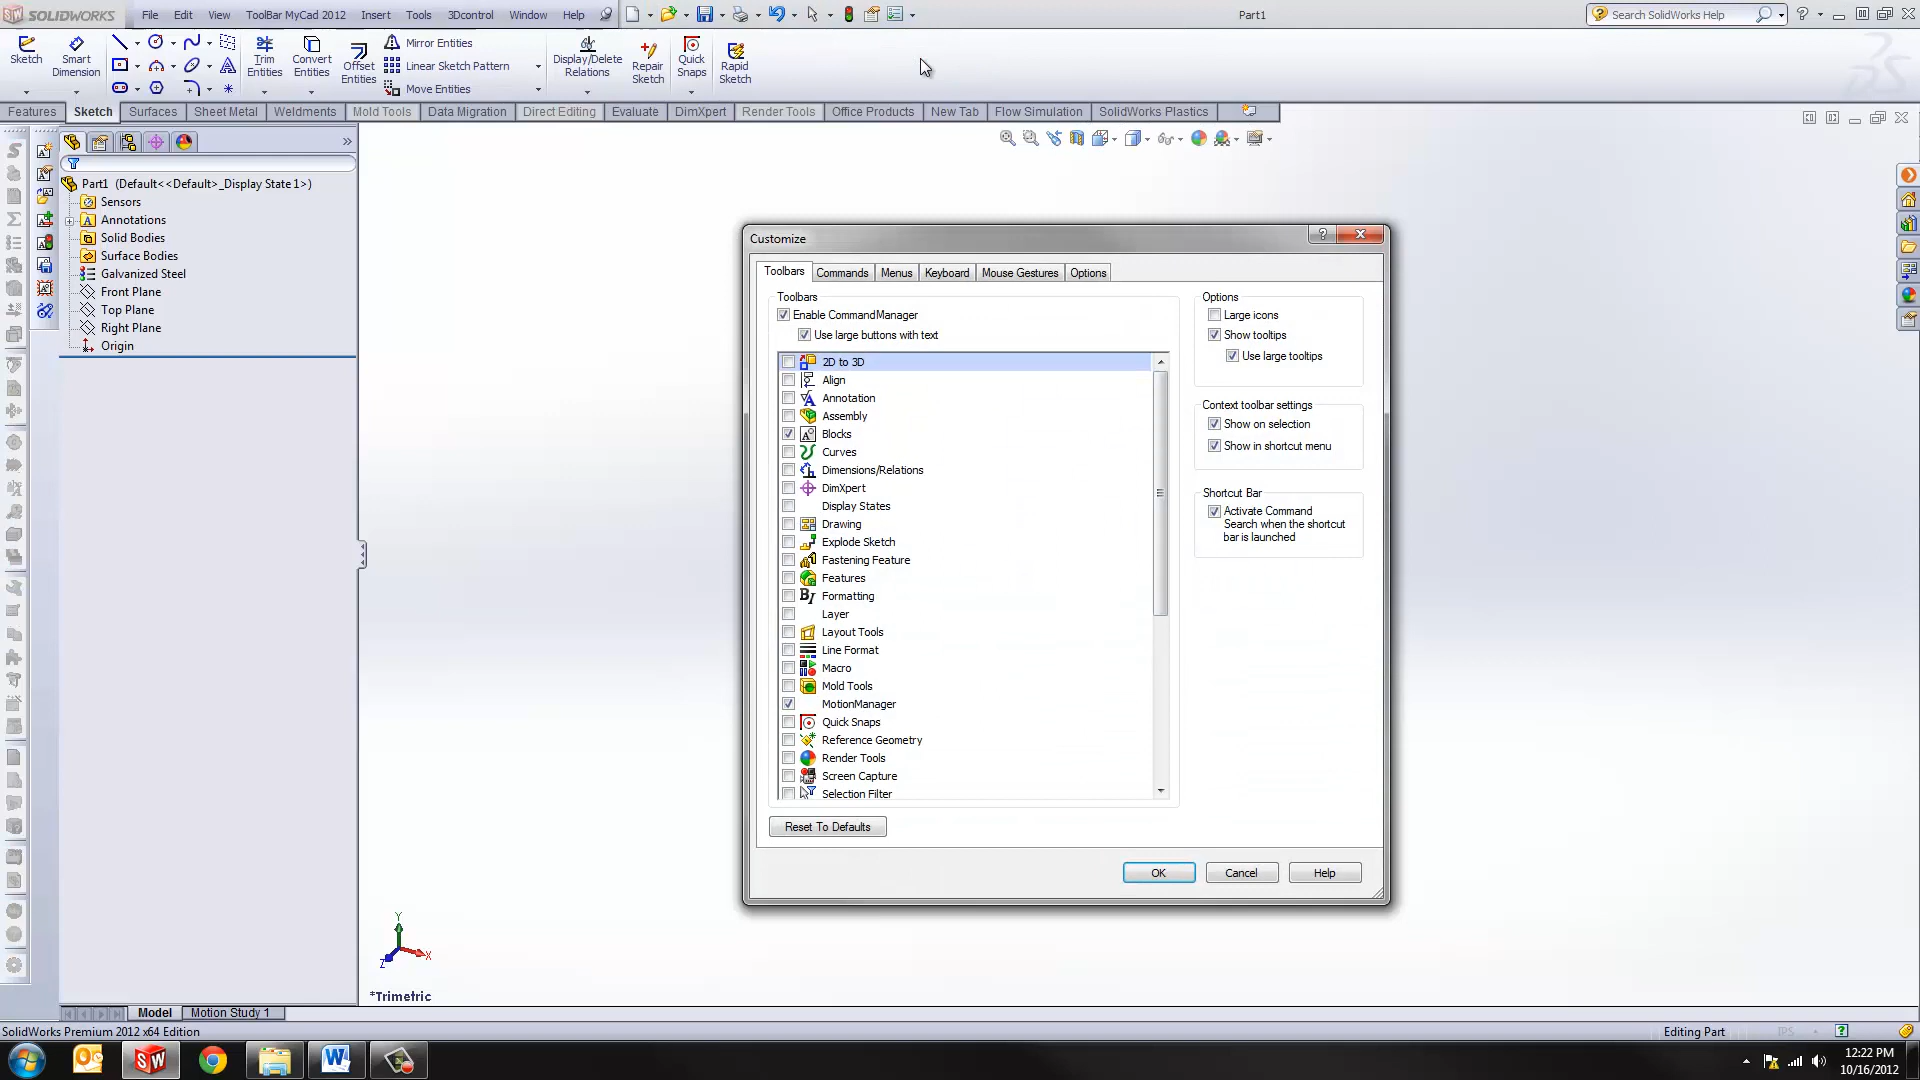 SOLIDWORKS
File Edit View ToolBar MyCad 2012 Insert Tools 3Dcontrol Window Help
Part1
Search SolidWorks Help
Sketch
Smart Dimension
Trim Entities
Convert Entities
Offset Entities
Mirror Entities
Linear Sketch Pattern
Move Entities
Display/Delete Relations
Repair Sketch
Quick Snaps
Rapid Sketch
Features Sketch Surfaces Sheet Metal Weldments Mold Tools Data Migration Direct Editing Evaluate DimXpert Render Tools Office Products New Tab Flow Simulation SolidWorks Plastics
Part1 (Default<<Default>_Display State 1>)
Sensors
Annotations
Solid Bodies
Surface Bodies
Galvanized Steel
Front Plane
Top Plane
Right Plane
Origin
Customize
Toolbars Commands Menus Keyboard Mouse Gestures Options
Toolbars
Enable CommandManager
Use large buttons with text
2D to 3D
Align
Annotation
Assembly
Blocks
Curves
Dimensions/Relations
DimXpert
Display States
Drawing
Explode Sketch
Fastening Feature
Features
Formatting
Layer
Layout Tools
Line Format
Macro
Mold Tools
MotionManager
Quick Snaps
Reference Geometry
Render Tools
Screen Capture
Selection Filter
Reset To Defaults
Options
Large icons
Show tooltips
Use large tooltips
Context toolbar settings
Show on selection
Show in shortcut menu
Shortcut Bar
Activate Command
Search when the shortcut
bar is launched
OK Cancel Help
Y
X
Z
*Trimetric
Model Motion Study 1
SolidWorks Premium 2012 x64 Edition
Editing Part
IPS
12:22 PM
10/16/2012